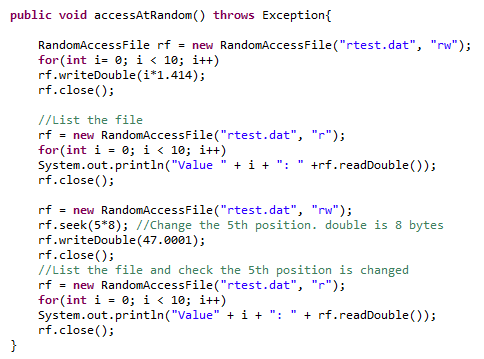 public void accessAtRandom() throws Exception{
RandomAccessFile rf = new RandomAccessFile("rtest.dat", "rw");
for(int i= 0; i < 10; i++)
rf.writeDouble(i*1.414);
rf.close();
//List the file
rf = new RandomAccessFile("rtest.dat", "r");
for(int i = 0; i < 10; i++)
System.out.println("Value " + i + ": " +rf.readDouble());
rf.close();
rf = new RandomAccessFile("rtest.dat", "rw");
rf.seek(5*8); //Change the 5th position. double is 8 bytes
rf.writeDouble(47.0001);
rf.close();
//List the file and check the 5th position is changed
rf = new RandomAccessFile("rtest.dat", "r");
for(int i = 0; i < 10; i++)
System.out.println("Value" + i + ": " + rf.readDouble());
rf.close();
}